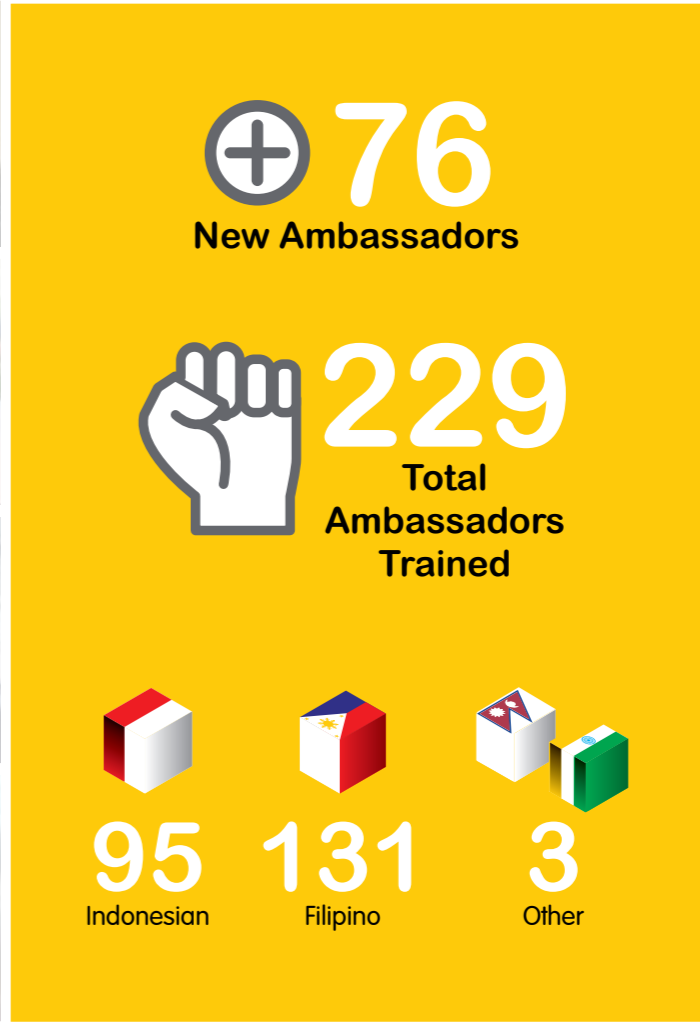 76
New Ambassadors
229
Total
Ambassadors
Trained
95 131 3
Indonesian Filipino Other